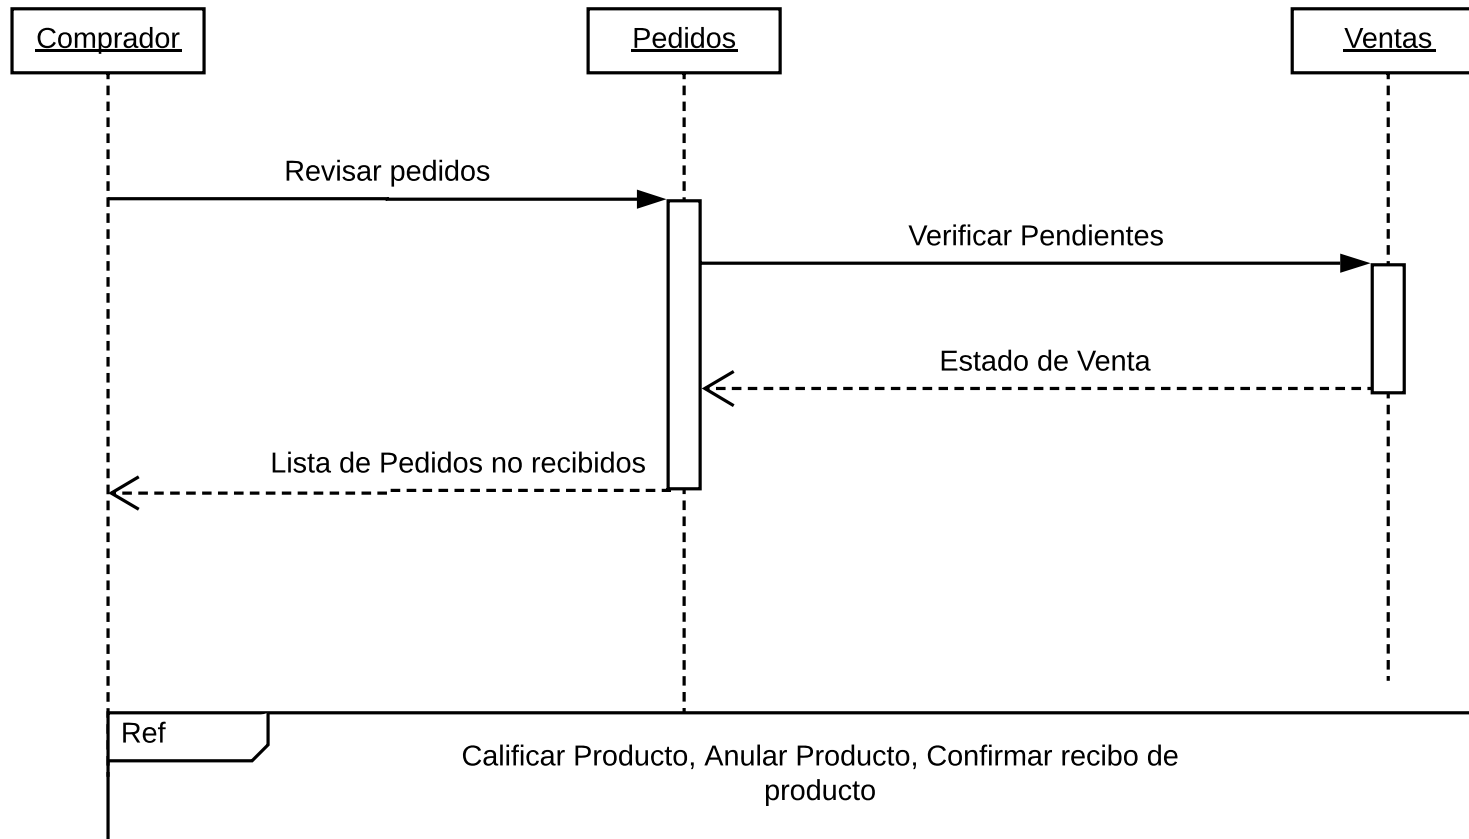 Comprador
Pedidos
Ventas
Revisar pedidos
Verificar Pendientes
Estado de Venta
Lista de Pedidos no recibidos
Ref
Calificar Producto, Anular Producto, Confirmar recibo de
producto